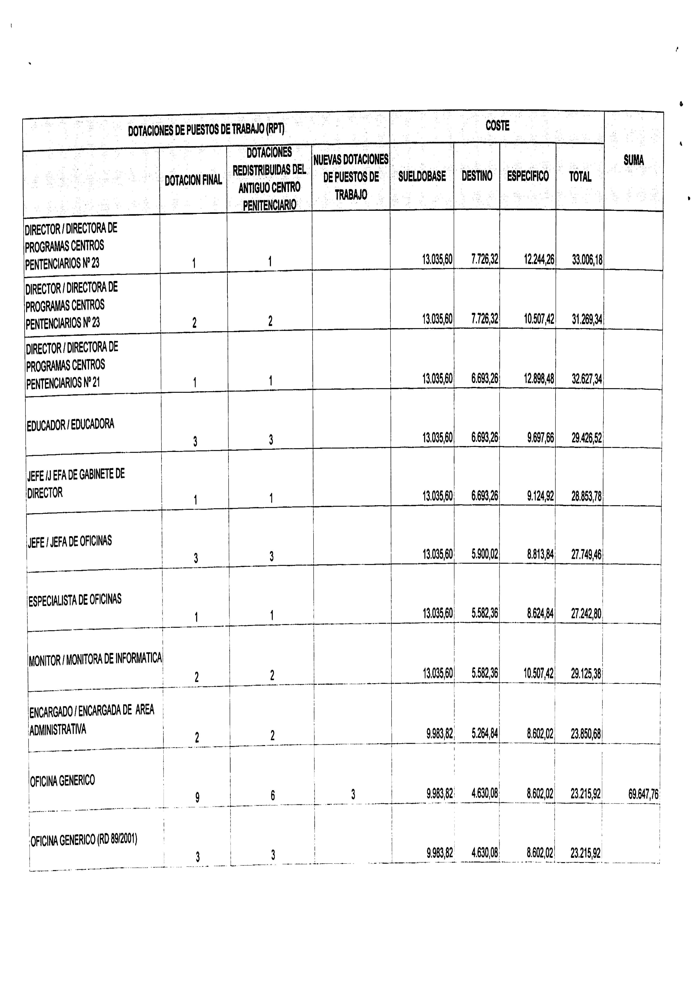 DOTACIONES DE PUESTOS DE TRABAJO (RPT) COSTE SUMA
DOTACION FINAL DOTACIONES REDISTRIBUIDAS DEL ANTIGUO CENTRO PENITENCIARIO NUEVAS DOTACIONES DE PUESTOS DE TRABAJO SUELDOBASE DESTINO ESPECIFICO TOTAL
DIRECTOR / DIRECTORA DE
PROGRAMAS CENTROS
PENTENCIARIOS Nº 23 1 1 13.035,60 7.726,32 12.244,26 33.006,18
DIRECTOR / DIRECTORA DE
PROGRAMAS CENTROS
PENTENCIARIOS Nº 23 2 2 13.035,60 7.726,32 10.507,42 31.269,34
DIRECTOR / DIRECTORA DE
PROGRAMAS CENTROS
PENTENCIARIOS Nº 21 1 1 13.035,60 6.693,26 12.898,48 32.627,34
EDUCADOR / EDUCADORA
3 3 13.035,60 6.693,26 9.697,66 29.426,52
JEFE /J EFA DE GABINETE DE
DIRECTOR 1 1 13.035,60 6.693,26 9.124,92 28.853,78
JEFE / JEFA DE OFICINAS
3 3 13.035,60 5.900,02 8.813,84 27.749,46
ESPECIALISTA DE OFICINAS
1 1 13.035,60 5.582,36 8.624,84 27.242,80
MONITOR / MONITORA DE INFORMATICA
2 2 13.035,60 5.582,36 10.507,42 29.125,38
ENCARGADO / ENCARGADA DE AREA
ADMINISTRATIVA 2 2 9.983,82 5.264,84 8.602,02 23.850,68
OFICINA GENERICO
9 6 3 9.983,82 4.630,08 8.602,02 23.215,92 69.647,76
OFICINA GENERICO (RD 89/2001)
3 3 9.983,82 4.630,08 8.602,02 23.215,92